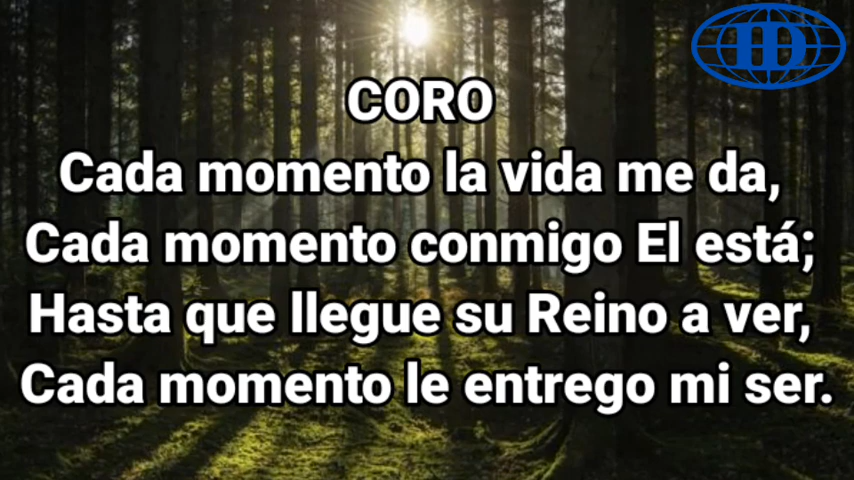 ID
CORO
Cada momento la vida me da,
Cada momento conmigo El está;
Hasta que llegue su Reino a ver,
Cada momento le entrego mi ser.